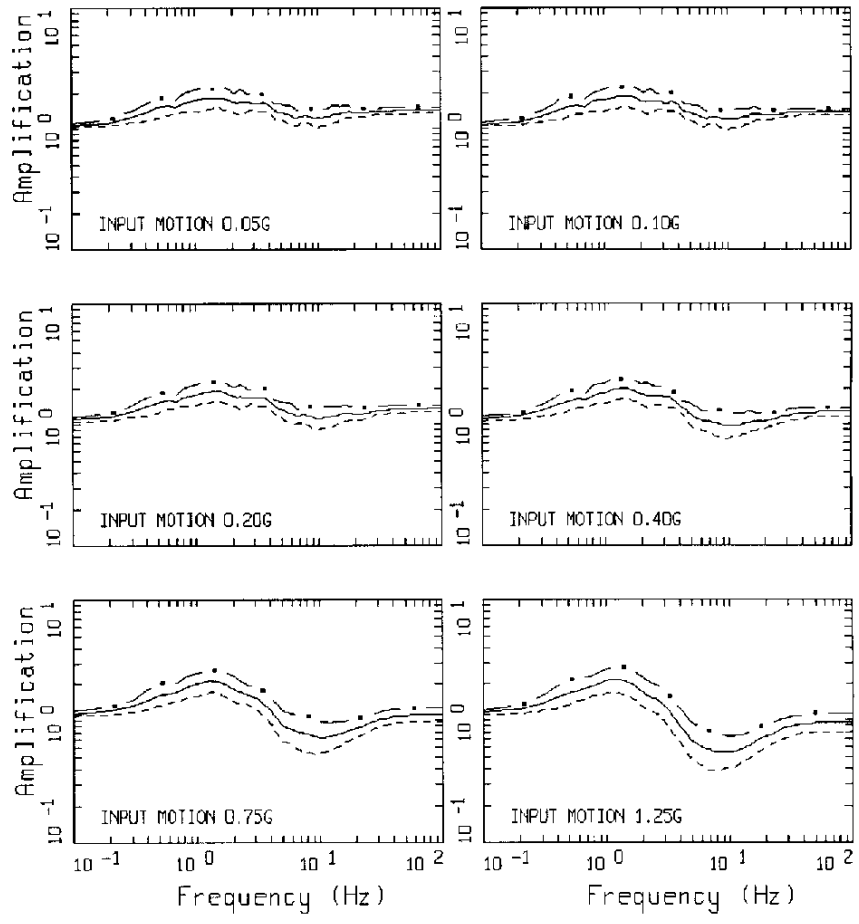 Amplification
10^1
10^0
10^-1
INPUT MOTION 0.05G
10^1
10^0
10^-1
INPUT MOTION 0.10G
Amplification
10^1
10^0
10^-1
INPUT MOTION 0.20G
10^1
10^0
10^-1
INPUT MOTION 0.40G
Amplification
10^1
10^0
10^-1
INPUT MOTION 0.75G
10^1
10^0
10^-1
INPUT MOTION 1.25G
10^-1 10^0 10^1 10^2
10^-1 10^0 10^1 10^2
Frequency (Hz)
Frequency (Hz)